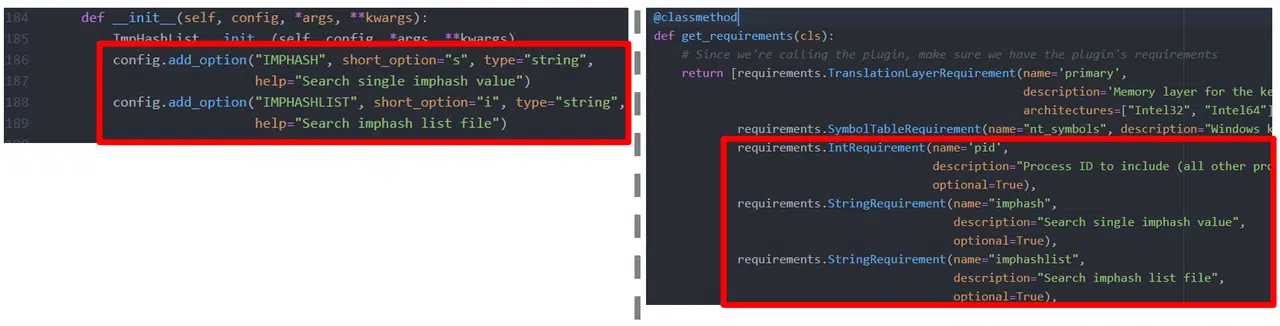 184 def __init__(self, config, *args, **kwargs):
185 ImpHashList.__init__(self, config, *args, **kwargs)
186 config.add_option("IMPHASH", short_option="s", type="string",
187 help="Search single imphash value")
188 config.add_option("IMPHASHLIST", short_option="i", type="string",
189 help="Search imphash list file")
@classmethod
def get_requirements(cls):
# Since we're calling the plugin, make sure we have the plugin's requirements
return [requirements.TranslationLayerRequirement(name='primary',
description='Memory layer for the ke
architectures=["Intel32", "Intel64"]
requirements.SymbolTableRequirement(name="nt_symbols", description="Windows k
requirements.IntRequirement(name='pid',
description="Process ID to include (all other pro
optional=True),
requirements.StringRequirement(name="imphash",
description="Search single imphash value",
optional=True),
requirements.StringRequirement(name="imphashlist",
description="Search imphash list file",
optional=True),